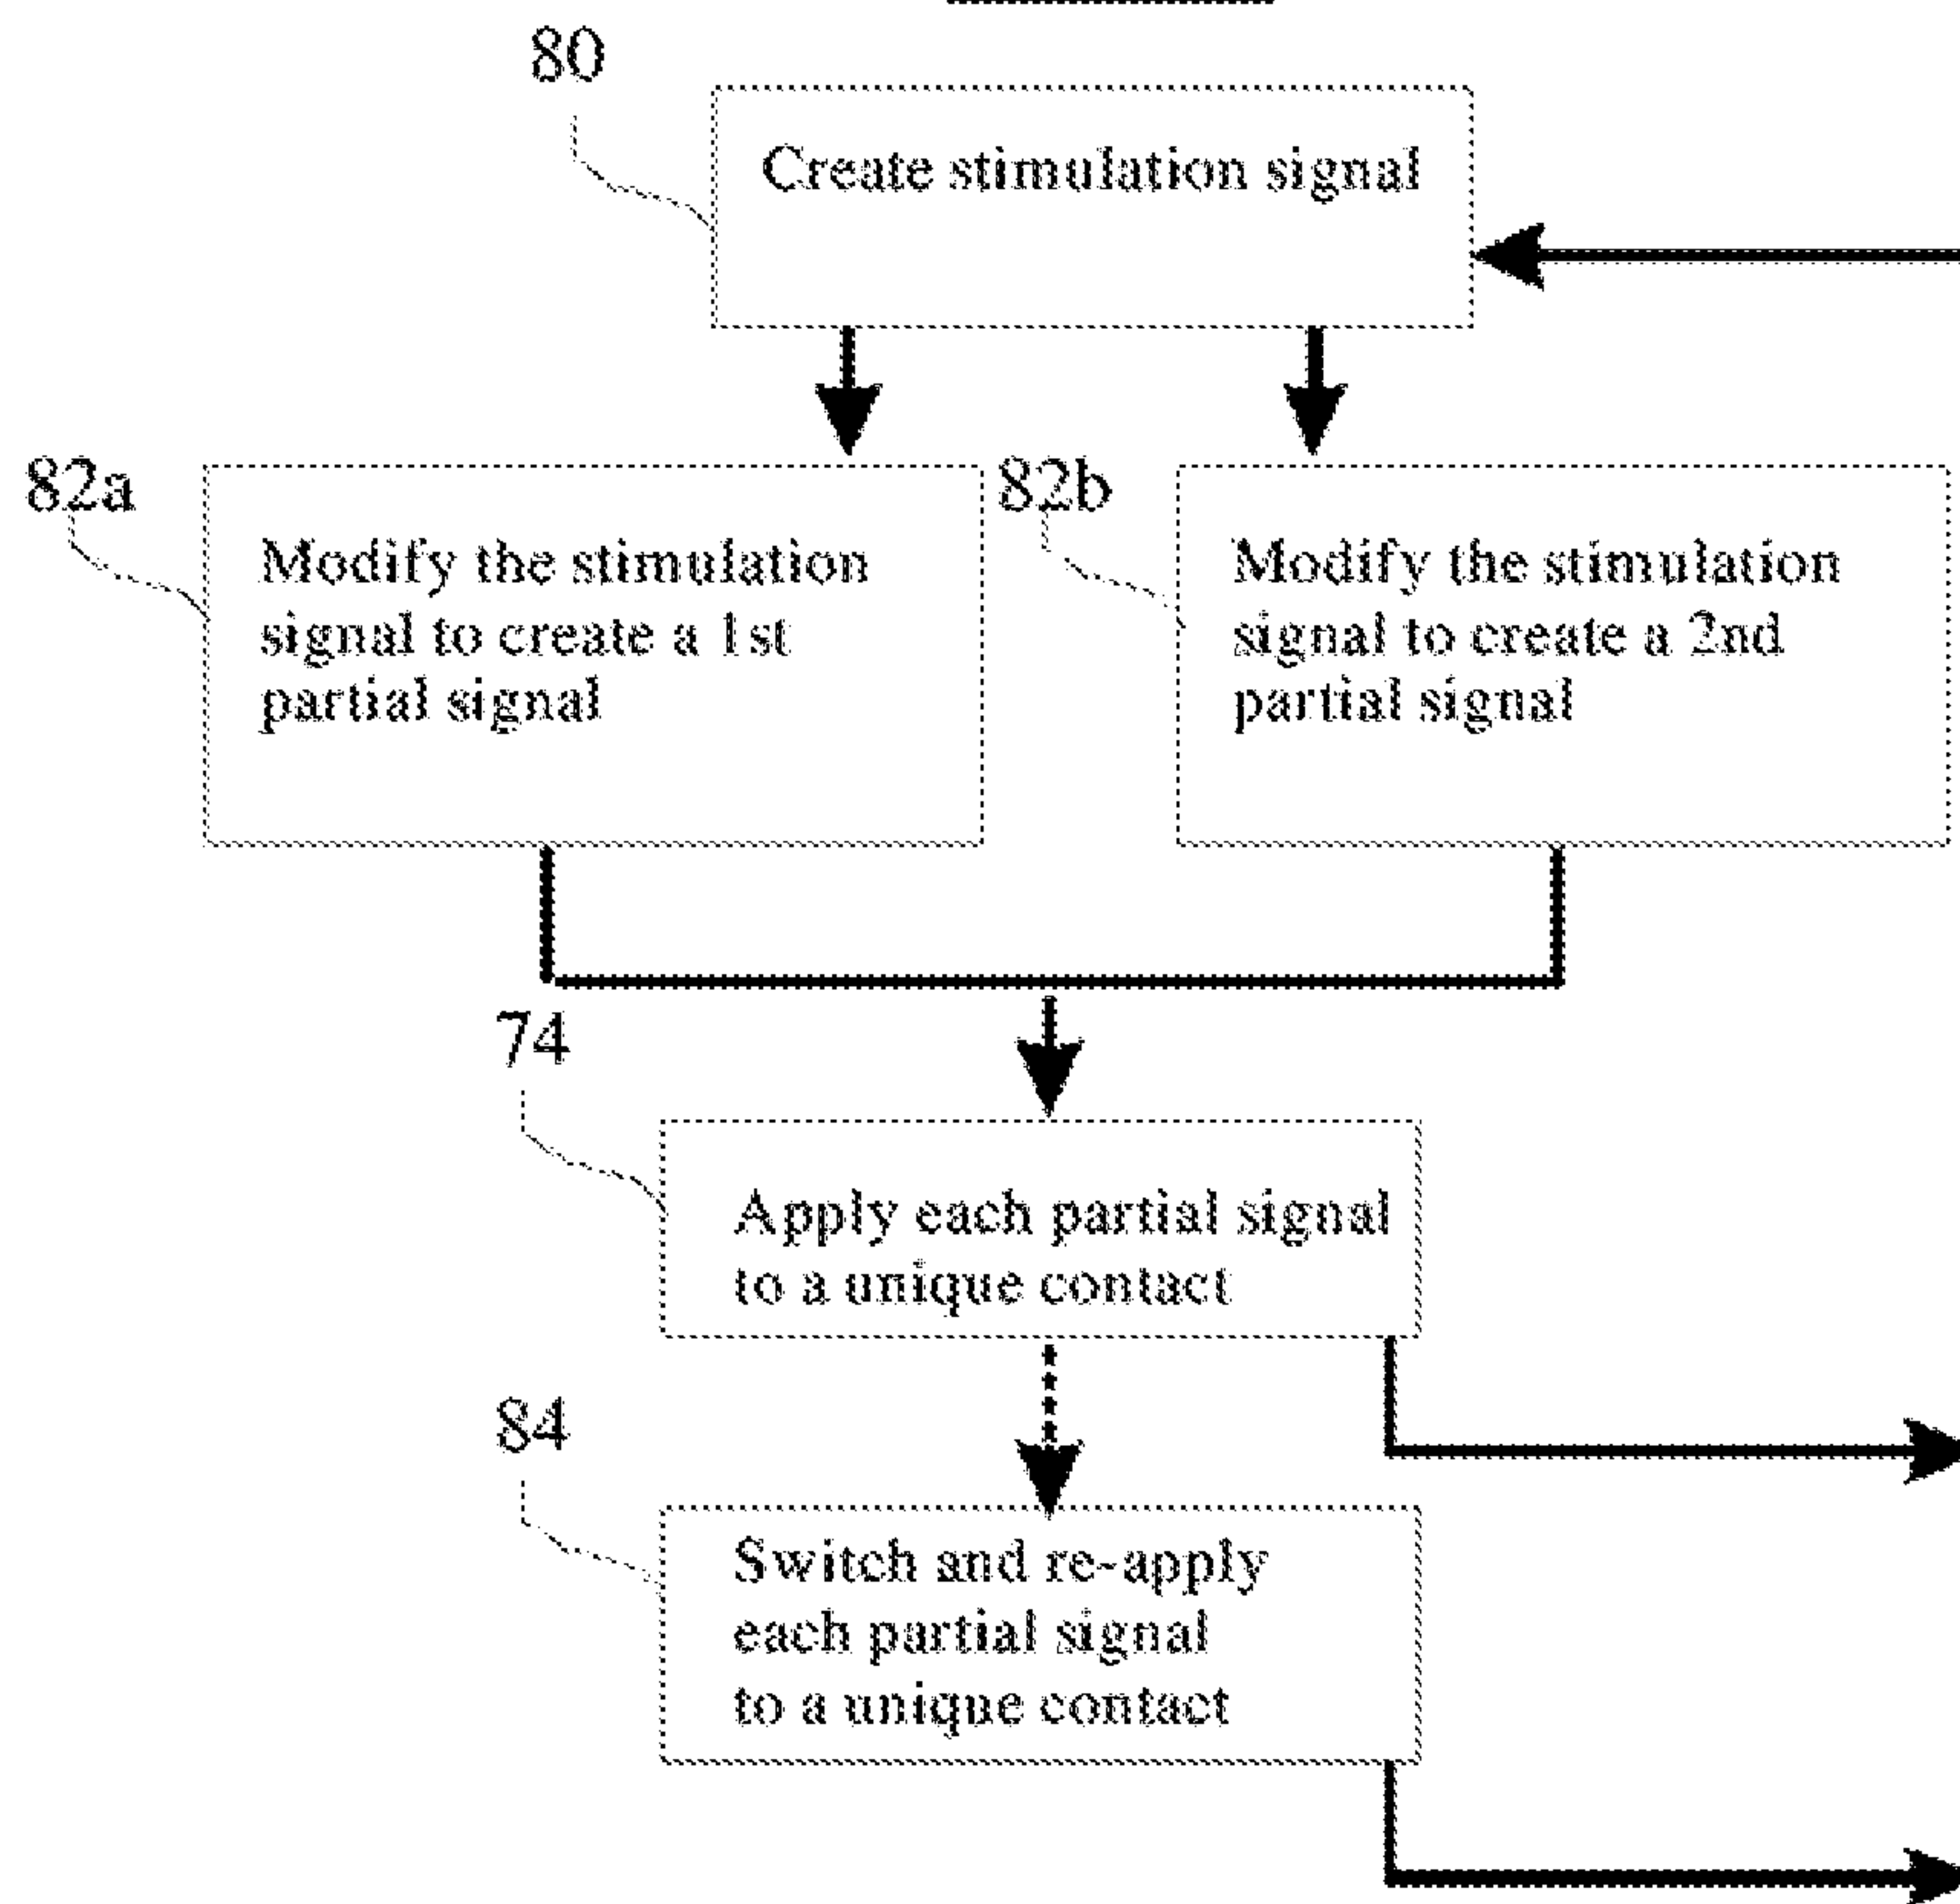 80
Create stimulation signal
82a
Modify the stimulation
signal to create a 1st
partial signal
82b
Modify the stimulation
signal to create a 2nd
partial signal
74
Apply each partial signal
to a unique contact
84
Switch and re-apply
each partial signal
to a unique contact